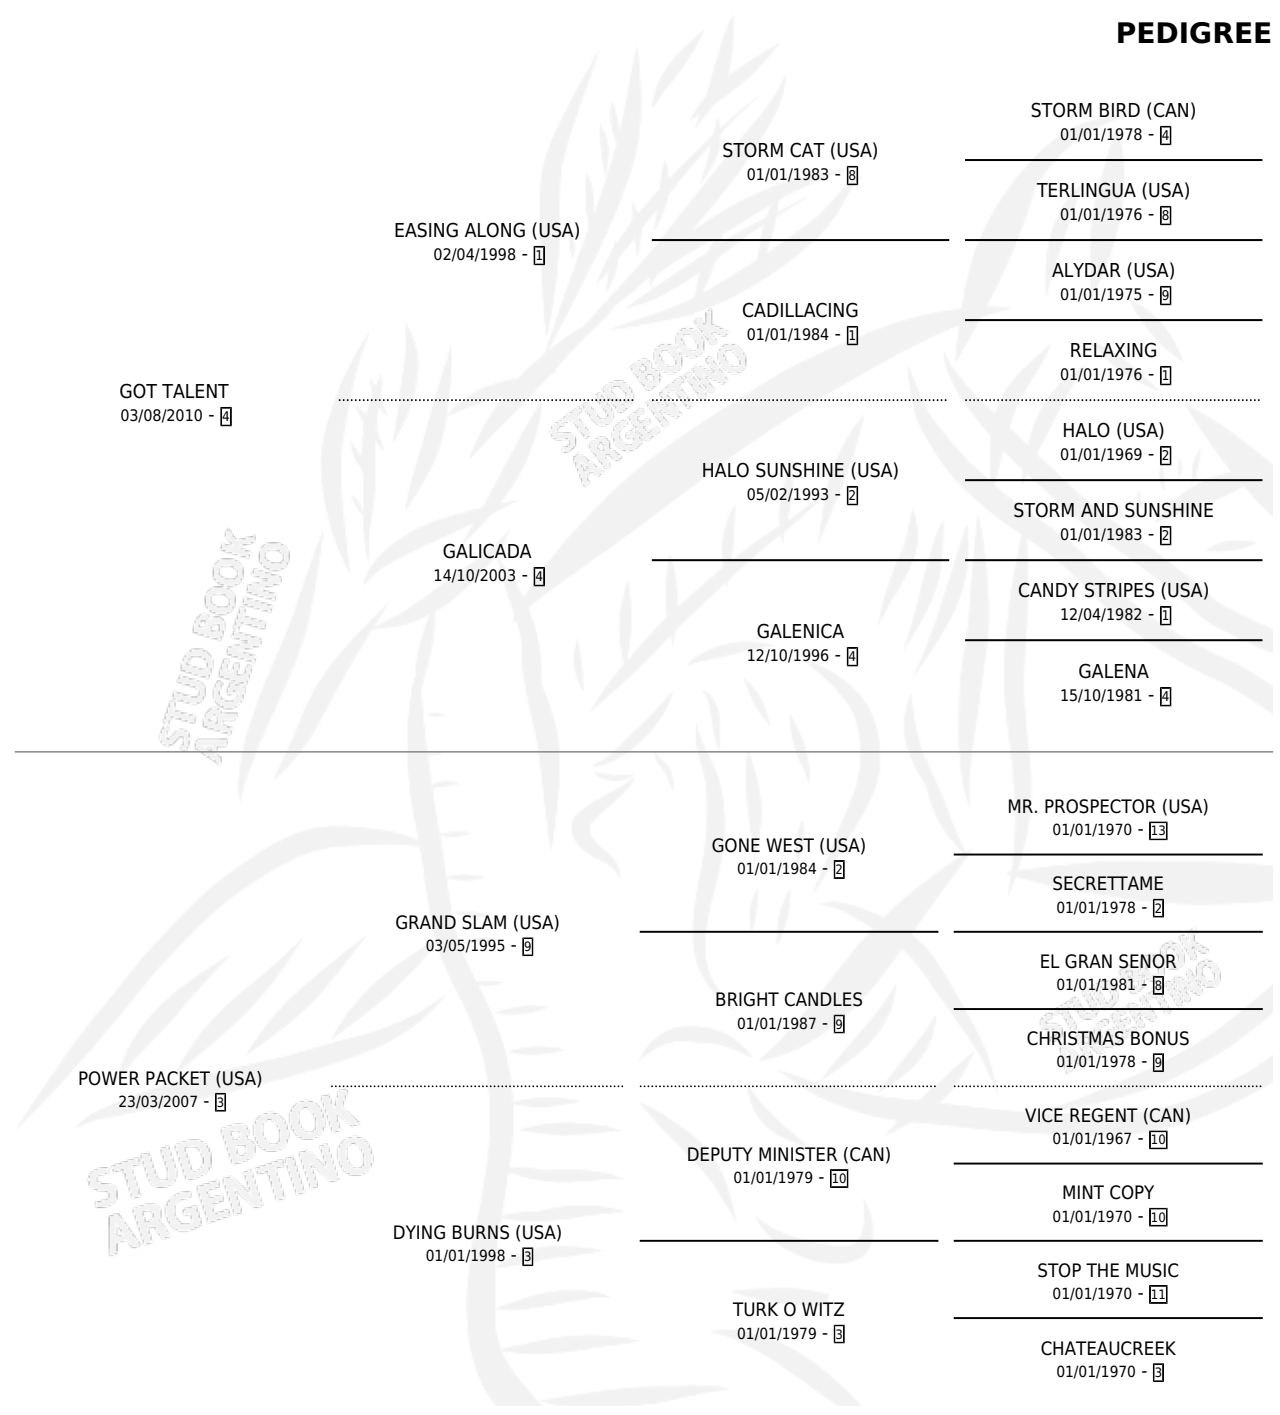 PEDIGREE
STORM BIRD (CAN)
01/01/1978 - 4
STORM CAT (USA)
01/01/1983 - 8
TERLINGUA (USA)
01/01/1976 - 8
EASING ALONG (USA)
02/04/1998 - 1
ALYDAR (USA)
01/01/1975 - 9
CADILLACING
01/01/1984 - 1
RELAXING
01/01/1976 - 1
GOT TALENT
03/08/2010 - 4
HALO (USA)
01/01/1969 - 2
HALO SUNSHINE (USA)
05/02/1993 - 2
STORM AND SUNSHINE
01/01/1983 - 2
GALICADA
14/10/2003 - 4
CANDY STRIPES (USA)
12/04/1982 - 1
GALENICA
12/10/1996 - 4
GALENA
15/10/1981 - 4
MR. PROSPECTOR (USA)
01/01/1970 - 13
GONE WEST (USA)
01/01/1984 - 2
SECRETTAME
01/01/1978 - 2
GRAND SLAM (USA)
03/05/1995 - 9
EL GRAN SENOR
01/01/1981 - 8
BRIGHT CANDLES
01/01/1987 - 9
CHRISTMAS BONUS
01/01/1978 - 9
POWER PACKET (USA)
23/03/2007 - 3
VICE REGENT (CAN)
01/01/1967 - 10
DEPUTY MINISTER (CAN)
01/01/1979 - 10
MINT COPY
01/01/1970 - 10
DYING BURNS (USA)
01/01/1998 - 3
STOP THE MUSIC
01/01/1970 - 11
TURK O WITZ
01/01/1979 - 3
CHATEAUCREEK
01/01/1970 - 3
STUD BOOK
ARGENTINO
STUD BOOK
ARGENTINO
STUD BOOK
ARGENTINO
STUD BOOK
ARGENTINO